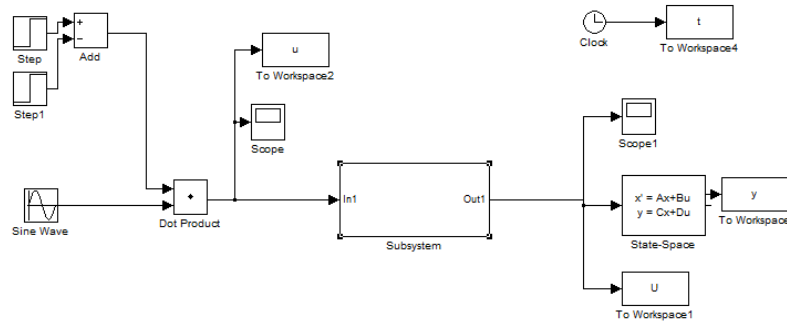 +
−
Step
Add
Step1
Sine Wave
Dot Product
u
To Workspace2
Scope
In1
Out1
Subsystem
Clock
t
To Workspace4
Scope1
x' = Ax+Bu
y = Cx+Du
State-Space
y
To Workspace
U
To Workspace1